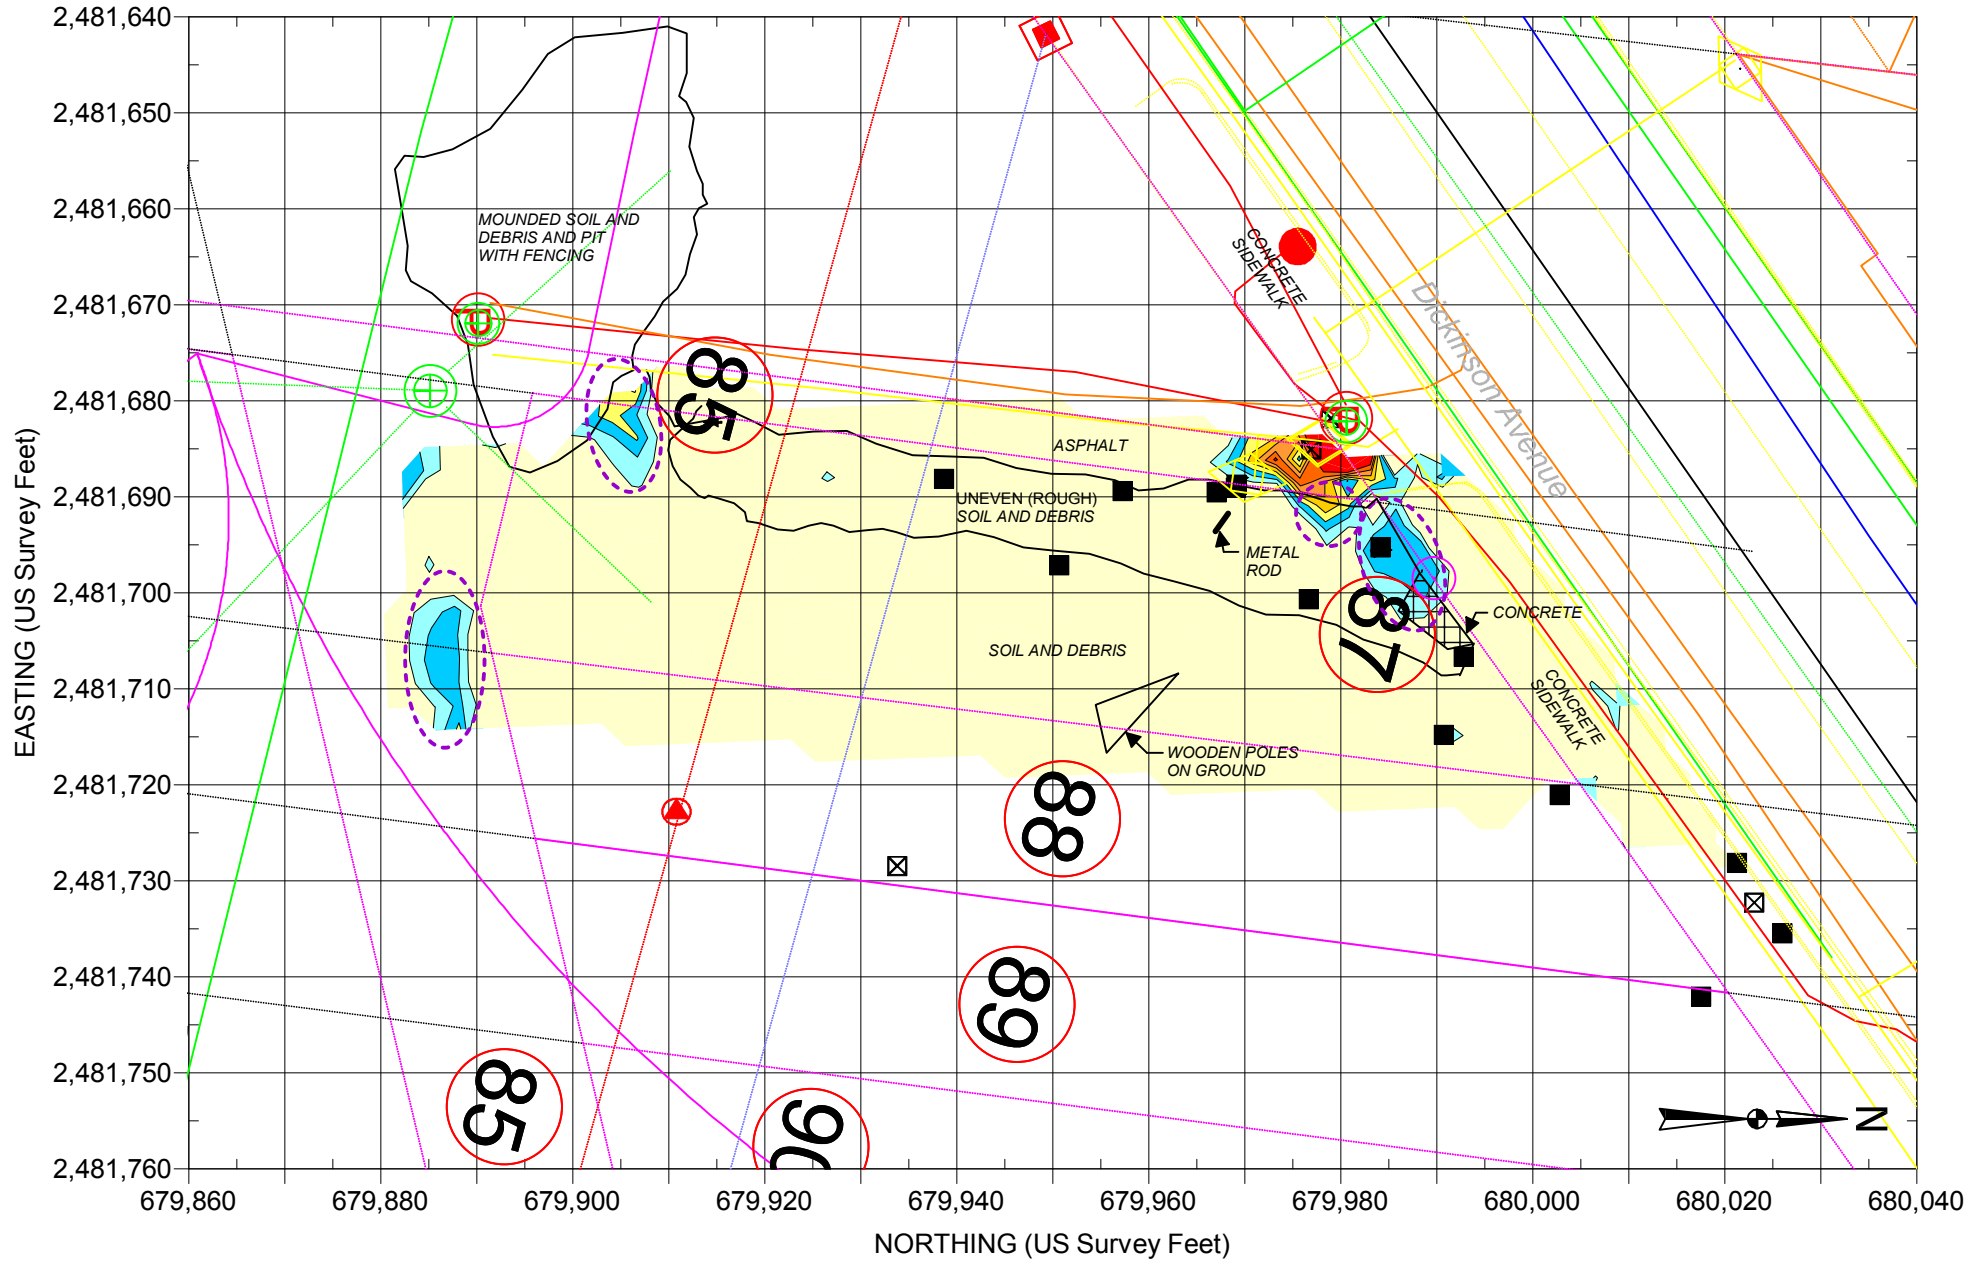 2,481,640
2,481,650
2,481,660
2,481,670
2,481,680
2,481,690
2,481,700
2,481,710
2,481,720
2,481,730
2,481,740
2,481,750
2,481,760
EASTING (US Survey Feet)
MOUNDED SOIL AND
DEBRIS AND PIT
WITH FENCING
CONCRETE
SIDEWALK
Dickinson Avenue
85
ASPHALT
UNEVEN (ROUGH)
SOIL AND DEBRIS
METAL
ROD
87
CONCRETE
SOIL AND DEBRIS
CONCRETE
SIDEWALK
WOODEN POLES
ON GROUND
88
89
85
90
N
679,860
679,880
679,900
679,920
679,940
679,960
679,980
680,000
680,020
680,040
NORTHING (US Survey Feet)